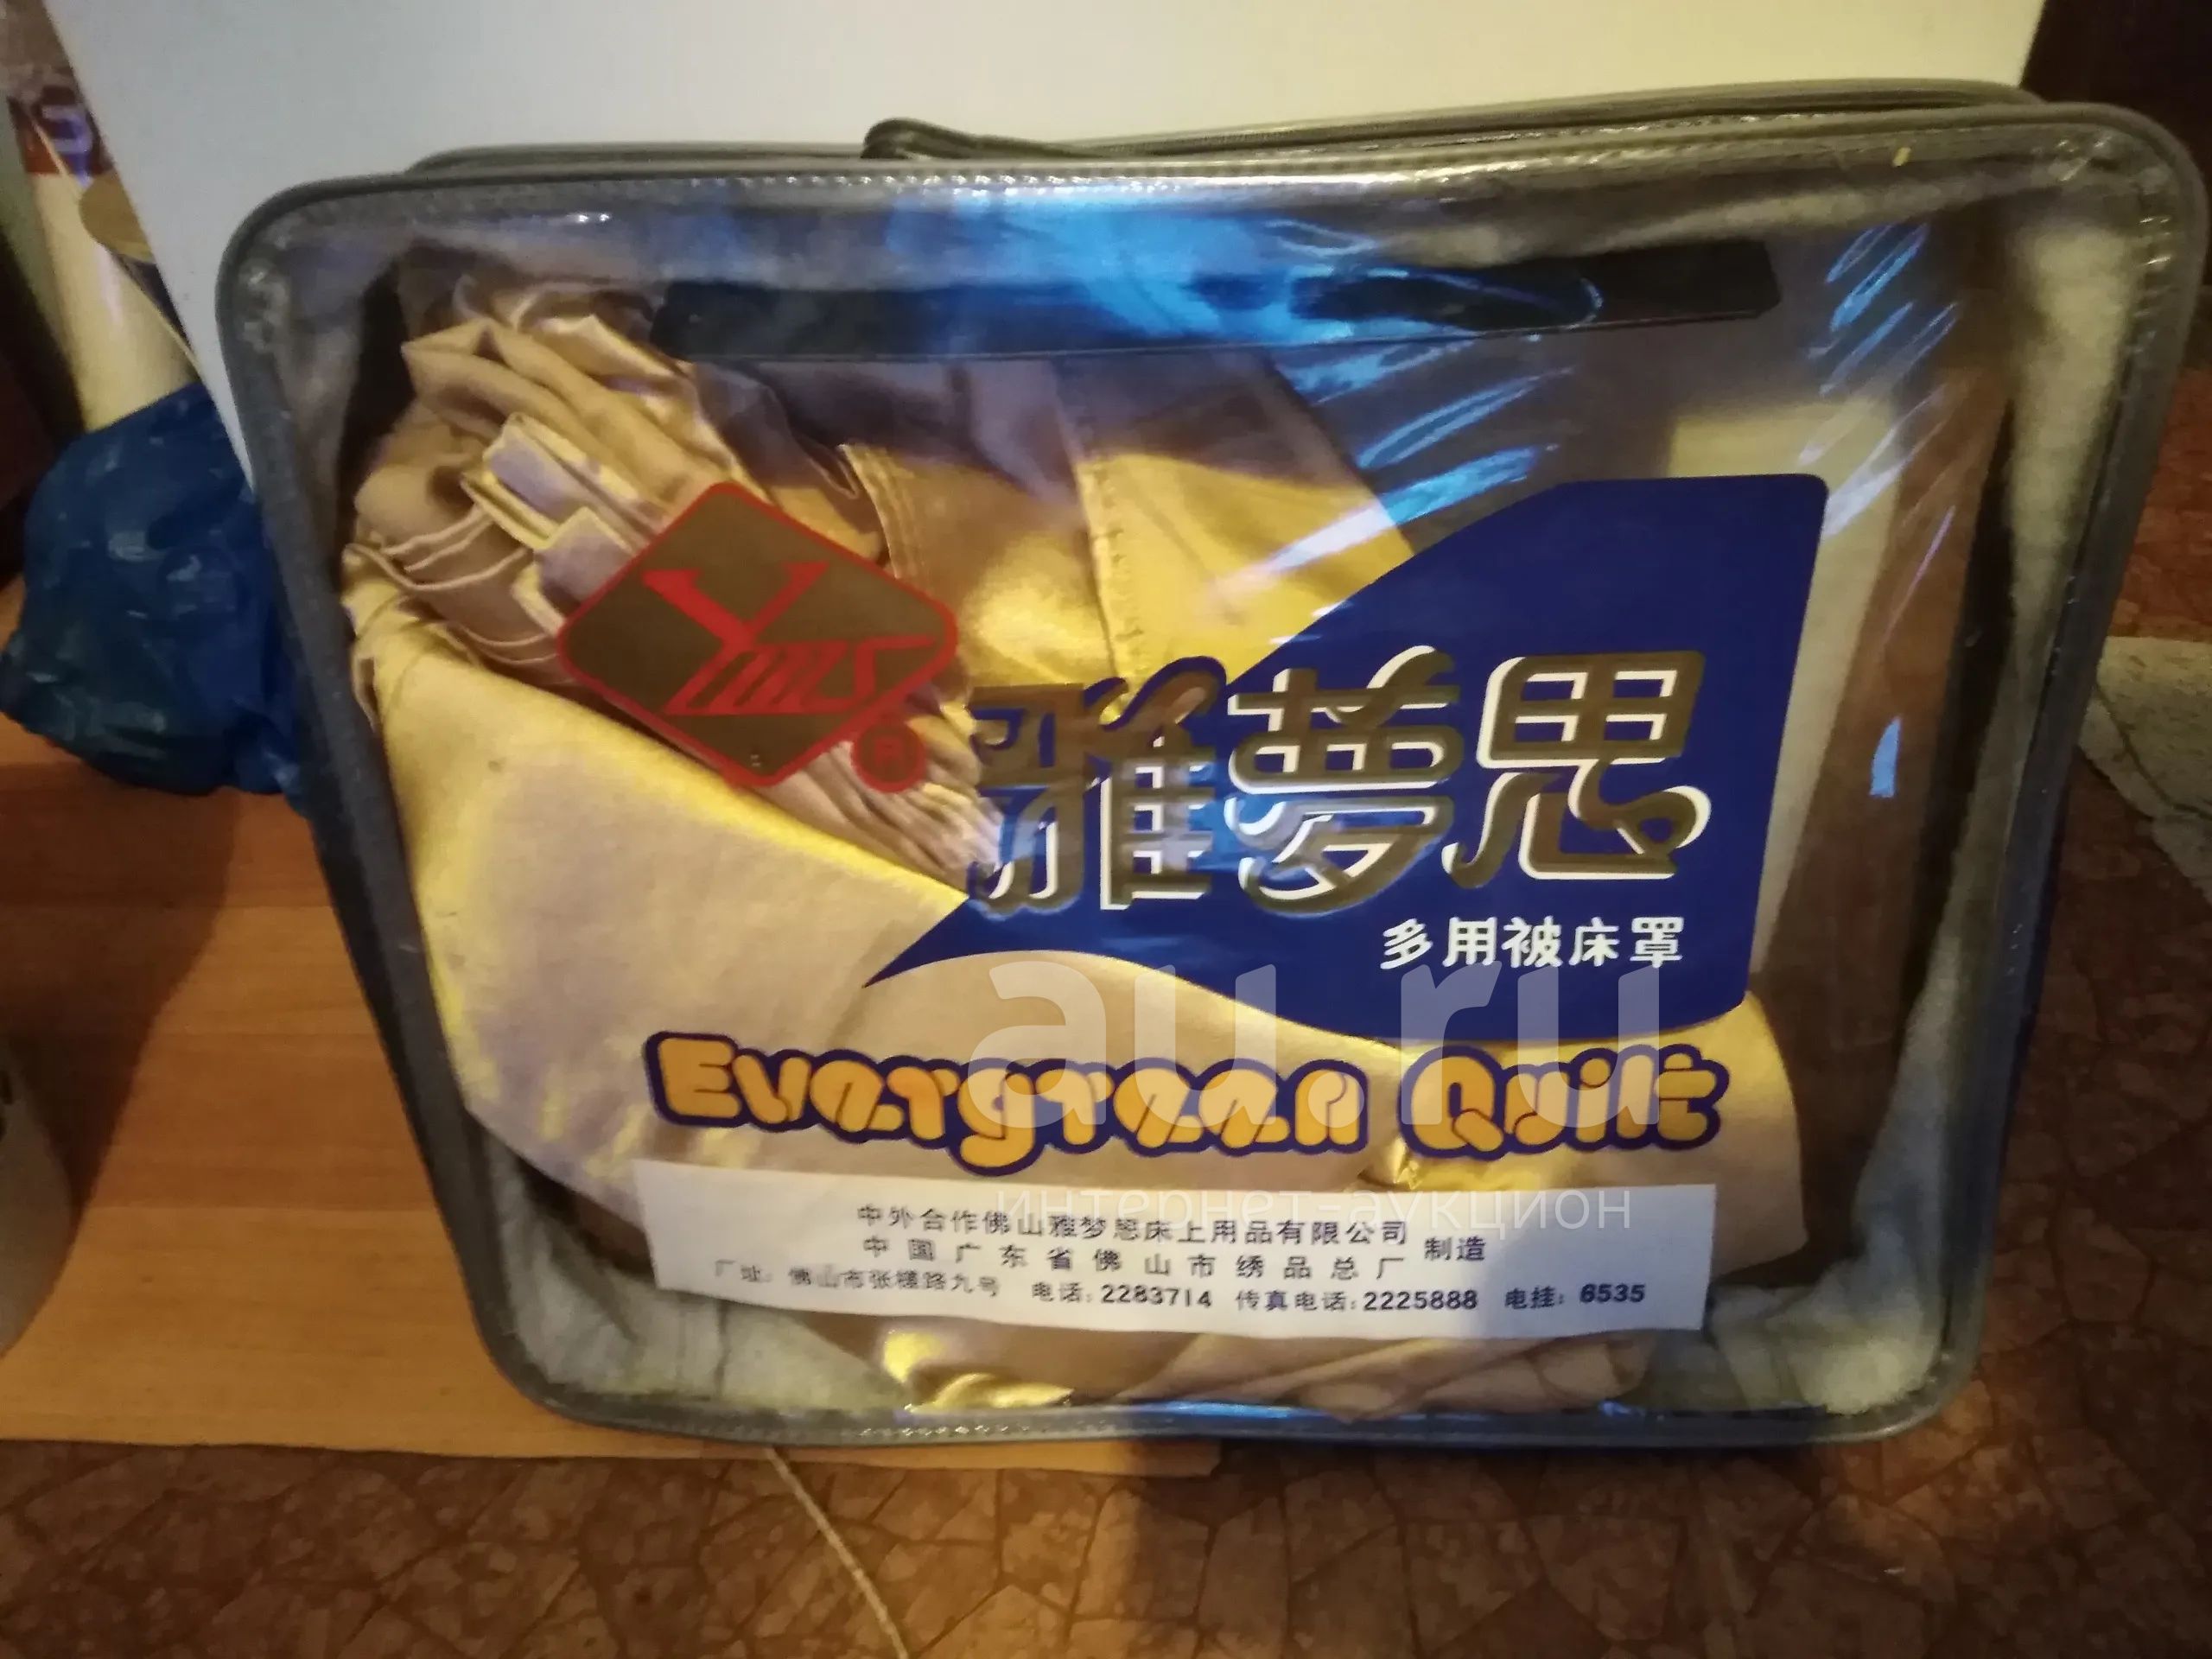 Yms
R
雅夢思
多用被床罩
au.ru
Evergreen Quilt
интернет-аукцион
中外合作佛山雅梦思床上用品有限公司
中国广东省佛山市绣品总厂 制造
厂址：佛山市张槎路九号 电话：2283714 传真电话：2225888 电挂：6535